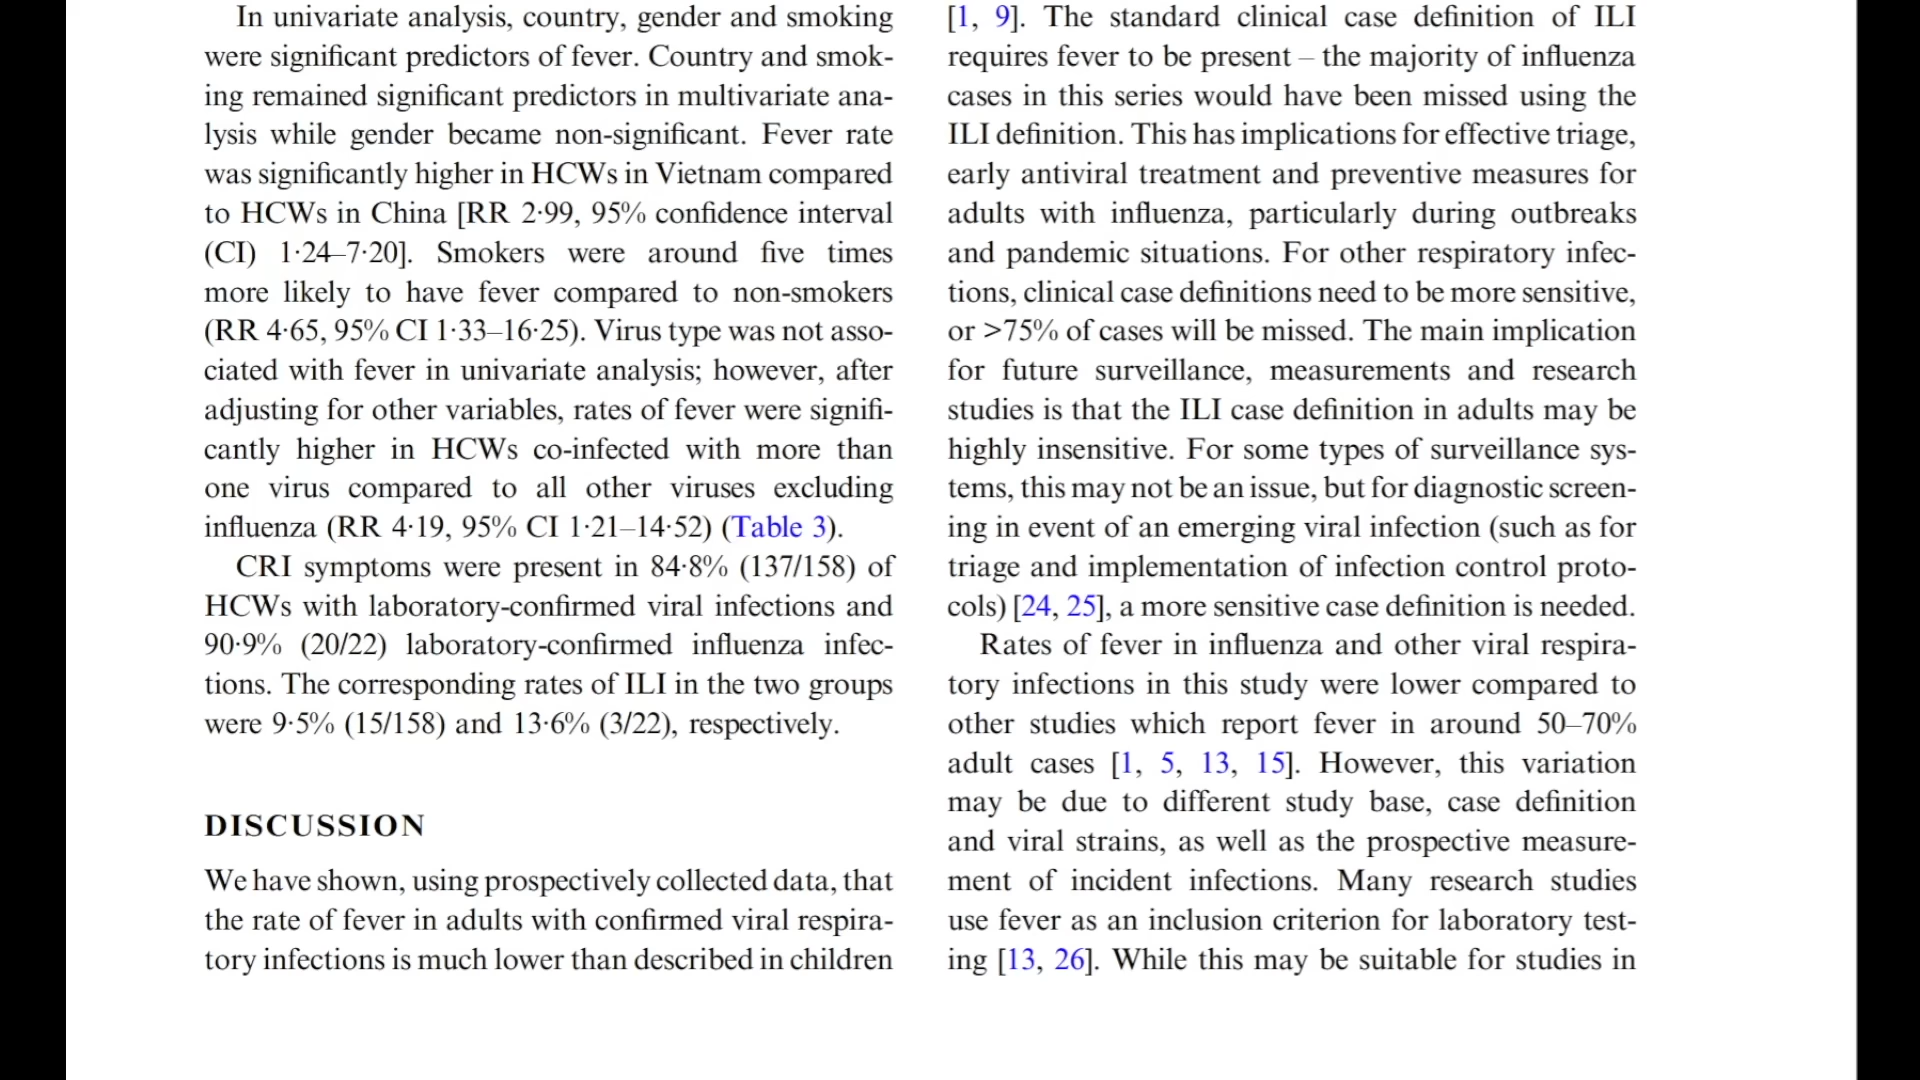 In univariate analysis, country, gender and smoking
were significant predictors of fever. Country and smok-
ing remained significant predictors in multivariate ana-
lysis while gender became non-significant. Fever rate
was significantly higher in HCWs in Vietnam compared
to HCWs in China [RR 2·99, 95% confidence interval
(CI) 1·24–7·20]. Smokers were around five times
more likely to have fever compared to non-smokers
(RR 4·65, 95% CI 1·33–16·25). Virus type was not asso-
ciated with fever in univariate analysis; however, after
adjusting for other variables, rates of fever were signifi-
cantly higher in HCWs co-infected with more than
one virus compared to all other viruses excluding
influenza (RR 4·19, 95% CI 1·21–14·52) (Table 3).
CRI symptoms were present in 84·8% (137/158) of
HCWs with laboratory-confirmed viral infections and
90·9% (20/22) laboratory-confirmed influenza infec-
tions. The corresponding rates of ILI in the two groups
were 9·5% (15/158) and 13·6% (3/22), respectively.
DISCUSSION
We have shown, using prospectively collected data, that
the rate of fever in adults with confirmed viral respira-
tory infections is much lower than described in children
[1, 9]. The standard clinical case definition of ILI
requires fever to be present – the majority of influenza
cases in this series would have been missed using the
ILI definition. This has implications for effective triage,
early antiviral treatment and preventive measures for
adults with influenza, particularly during outbreaks
and pandemic situations. For other respiratory infec-
tions, clinical case definitions need to be more sensitive,
or >75% of cases will be missed. The main implication
for future surveillance, measurements and research
studies is that the ILI case definition in adults may be
highly insensitive. For some types of surveillance sys-
tems, this may not be an issue, but for diagnostic screen-
ing in event of an emerging viral infection (such as for
triage and implementation of infection control proto-
cols) [24, 25], a more sensitive case definition is needed.
Rates of fever in influenza and other viral respira-
tory infections in this study were lower compared to
other studies which report fever in around 50–70%
adult cases [1, 5, 13, 15]. However, this variation
may be due to different study base, case definition
and viral strains, as well as the prospective measure-
ment of incident infections. Many research studies
use fever as an inclusion criterion for laboratory test-
ing [13, 26]. While this may be suitable for studies in